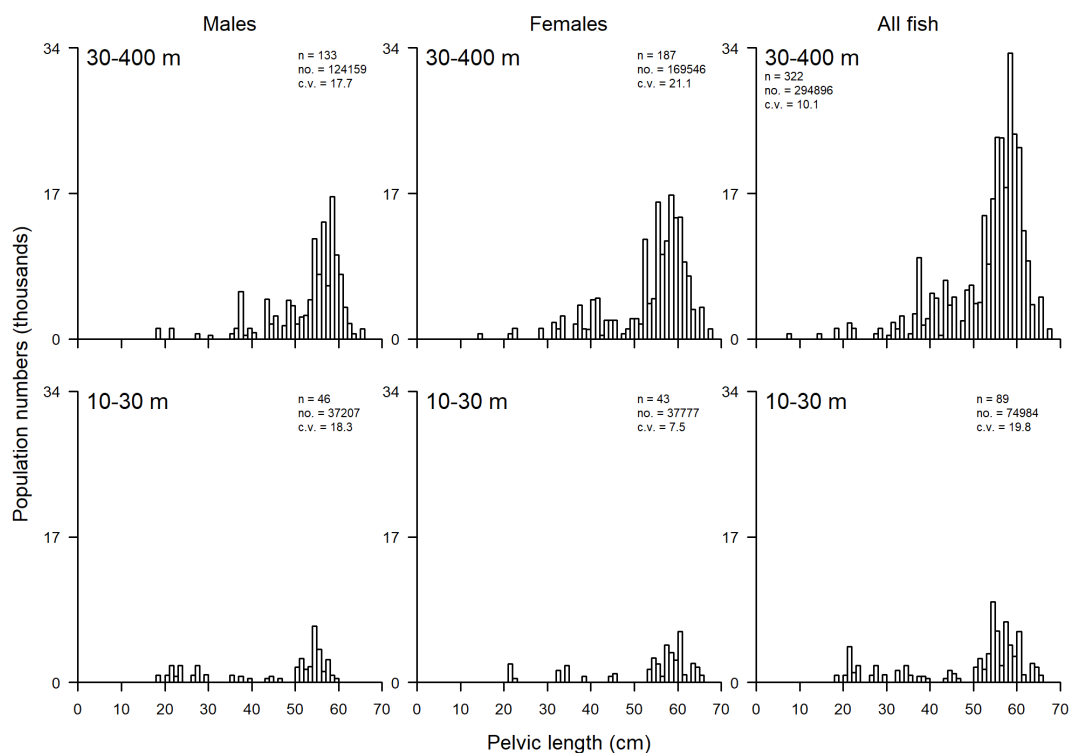 Males
Females
All fish
34
30-400 m
n = 133
no. = 124159
c.v. = 17.7
17
0
34
30-400 m
n = 187
no. = 169546
c.v. = 21.1
17
0
34
30-400 m
n = 322
no. = 294896
c.v. = 10.1
17
0
Population numbers (thousands)
34
10-30 m
n = 46
no. = 37207
c.v. = 18.3
17
0
0 10 20 30 40 50 60 70
34
10-30 m
n = 43
no. = 37777
c.v. = 7.5
17
0
0 10 20 30 40 50 60 70
34
10-30 m
n = 89
no. = 74984
c.v. = 19.8
17
0
0 10 20 30 40 50 60 70
Pelvic length (cm)